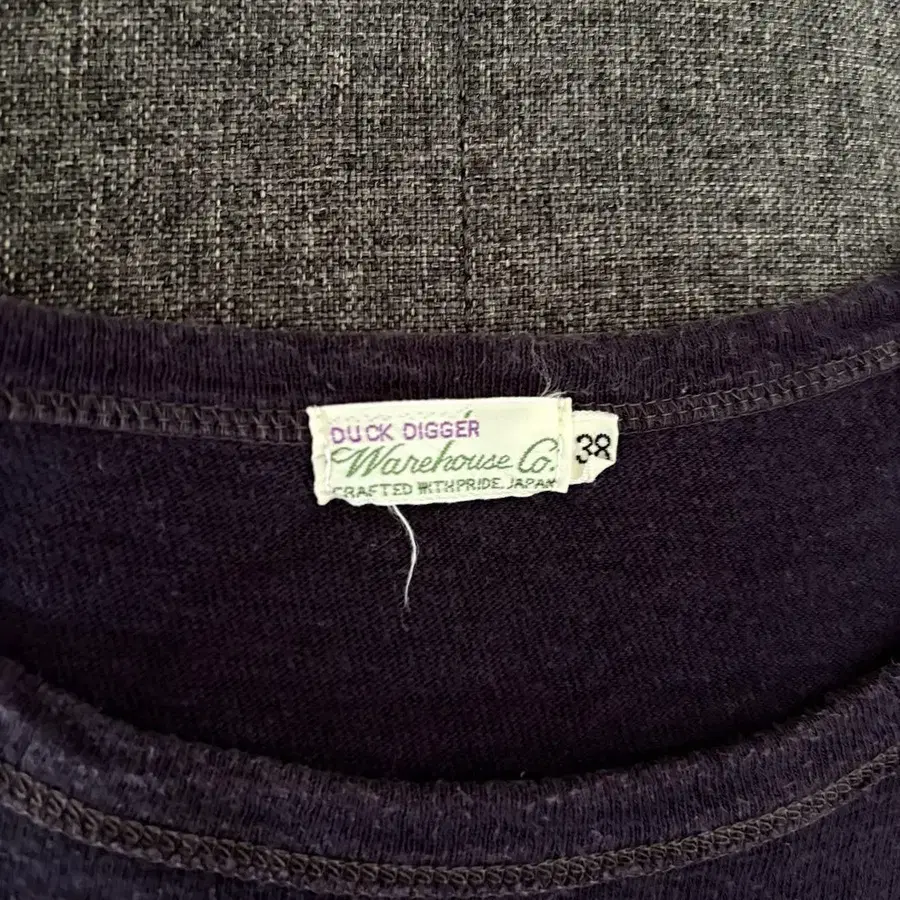 DUCK DIGGER
Warehouse Co.
CRAFTED WITH PRIDE. JAPAN
38